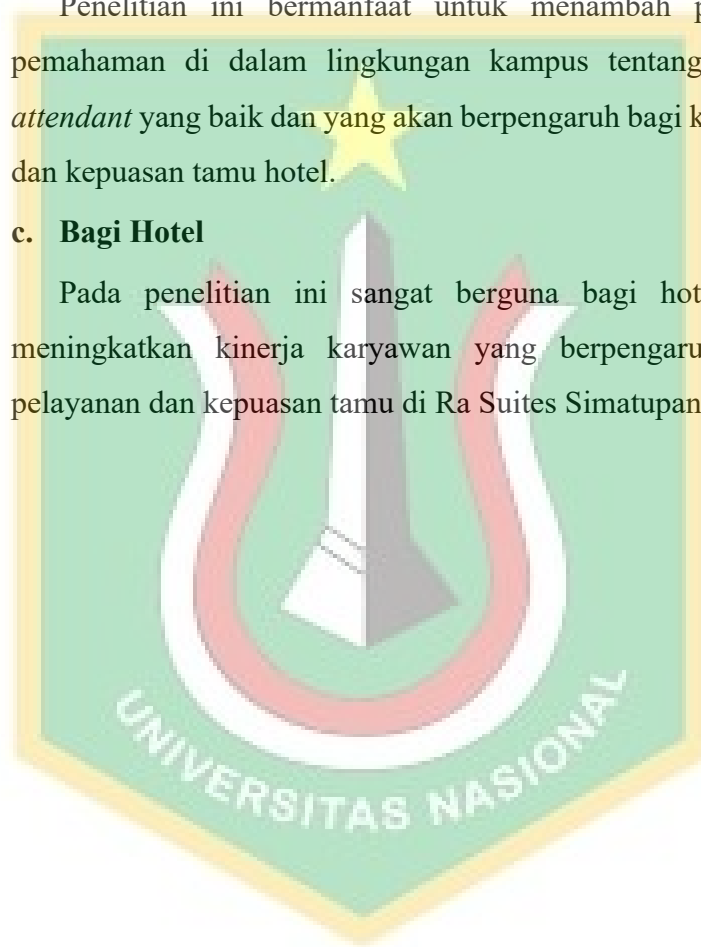 Penelitian ini bermanfaat untuk menambah
pemahaman di dalam lingkungan kampus tentang
attendant yang baik dan yang akan berpengaruh bagi
dan kepuasan tamu hotel.
c. Bagi Hotel
Pada penelitian ini sangat berguna bagi
meningkatkan kinerja karyawan yang
pelayanan dan kepuasan tamu di Ra Suites
UNIVERSITAS NASIONAL